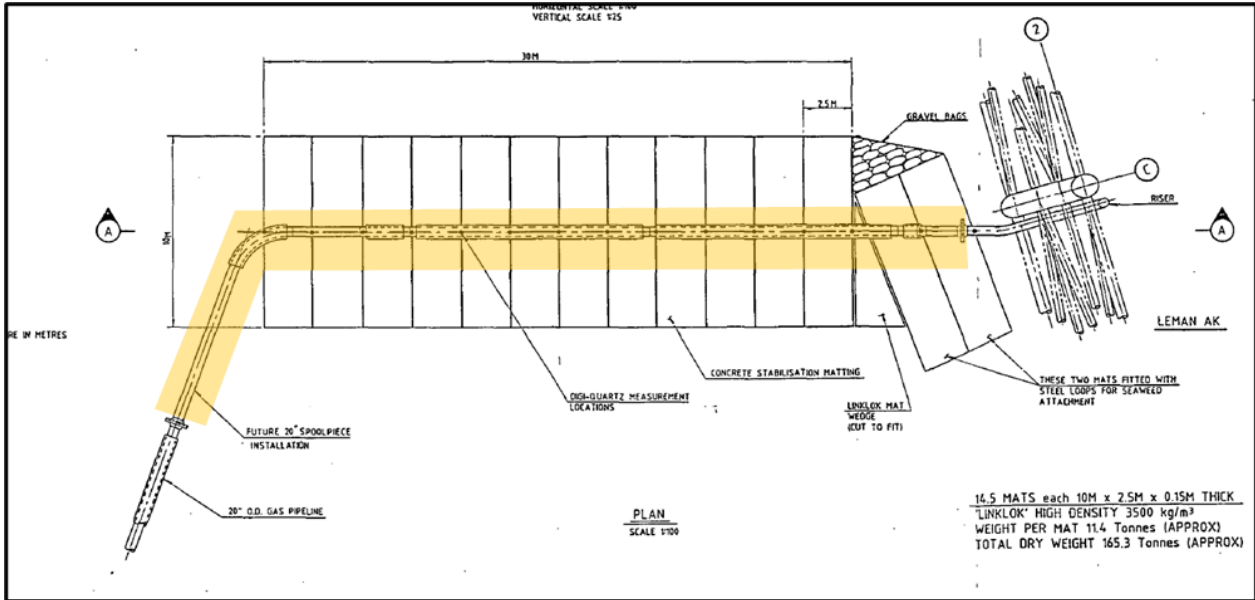 HORIZONTAL SCALE 1:100
VERTICAL SCALE 1:25
30M
2.5M
2
GRAVEL BAGS
C
RISER
A
10M
A
LEMAN AK
RE IN METRES
CONCRETE STABILISATION MATTING
DIGI-QUARTZ MEASUREMENT
LOCATIONS
THESE TWO MATS FITTED WITH
STEEL LOOPS FOR SEAWEED
ATTACHMENT
LINKLOK MAT
WEDGE
(CUT TO FIT)
FUTURE 20" SPOOLPIECE
INSTALLATION
20" O.D. GAS PIPELINE
PLAN
SCALE 1:100
14.5 MATS each 10M x 2.5M x 0.15M THICK
'LINKLOK' HIGH DENSITY 3500 kg/m³
WEIGHT PER MAT 11.4 Tonnes (APPROX)
TOTAL DRY WEIGHT 165.3 Tonnes (APPROX)